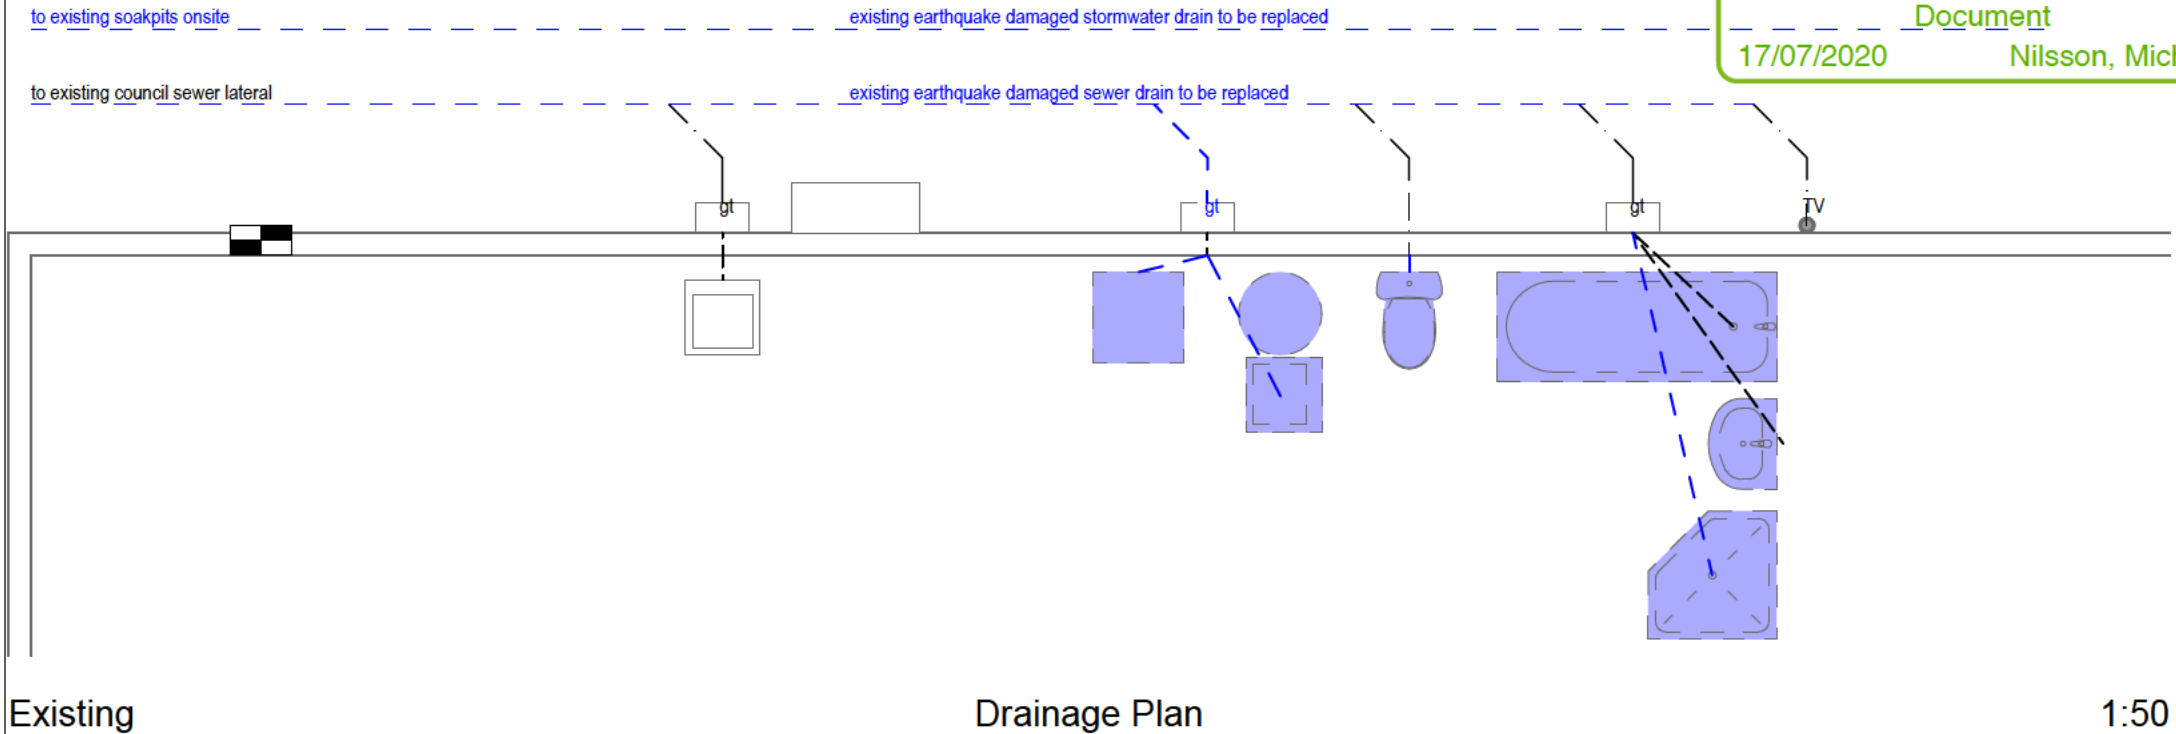 to existing soakpits onsite
existing earthquake damaged stormwater drain to be replaced
Document
17/07/2020
Nilsson, Mich
to existing council sewer lateral
existing earthquake damaged sewer drain to be replaced
gt
gt
gt
TV
Existing
Drainage Plan
1:50